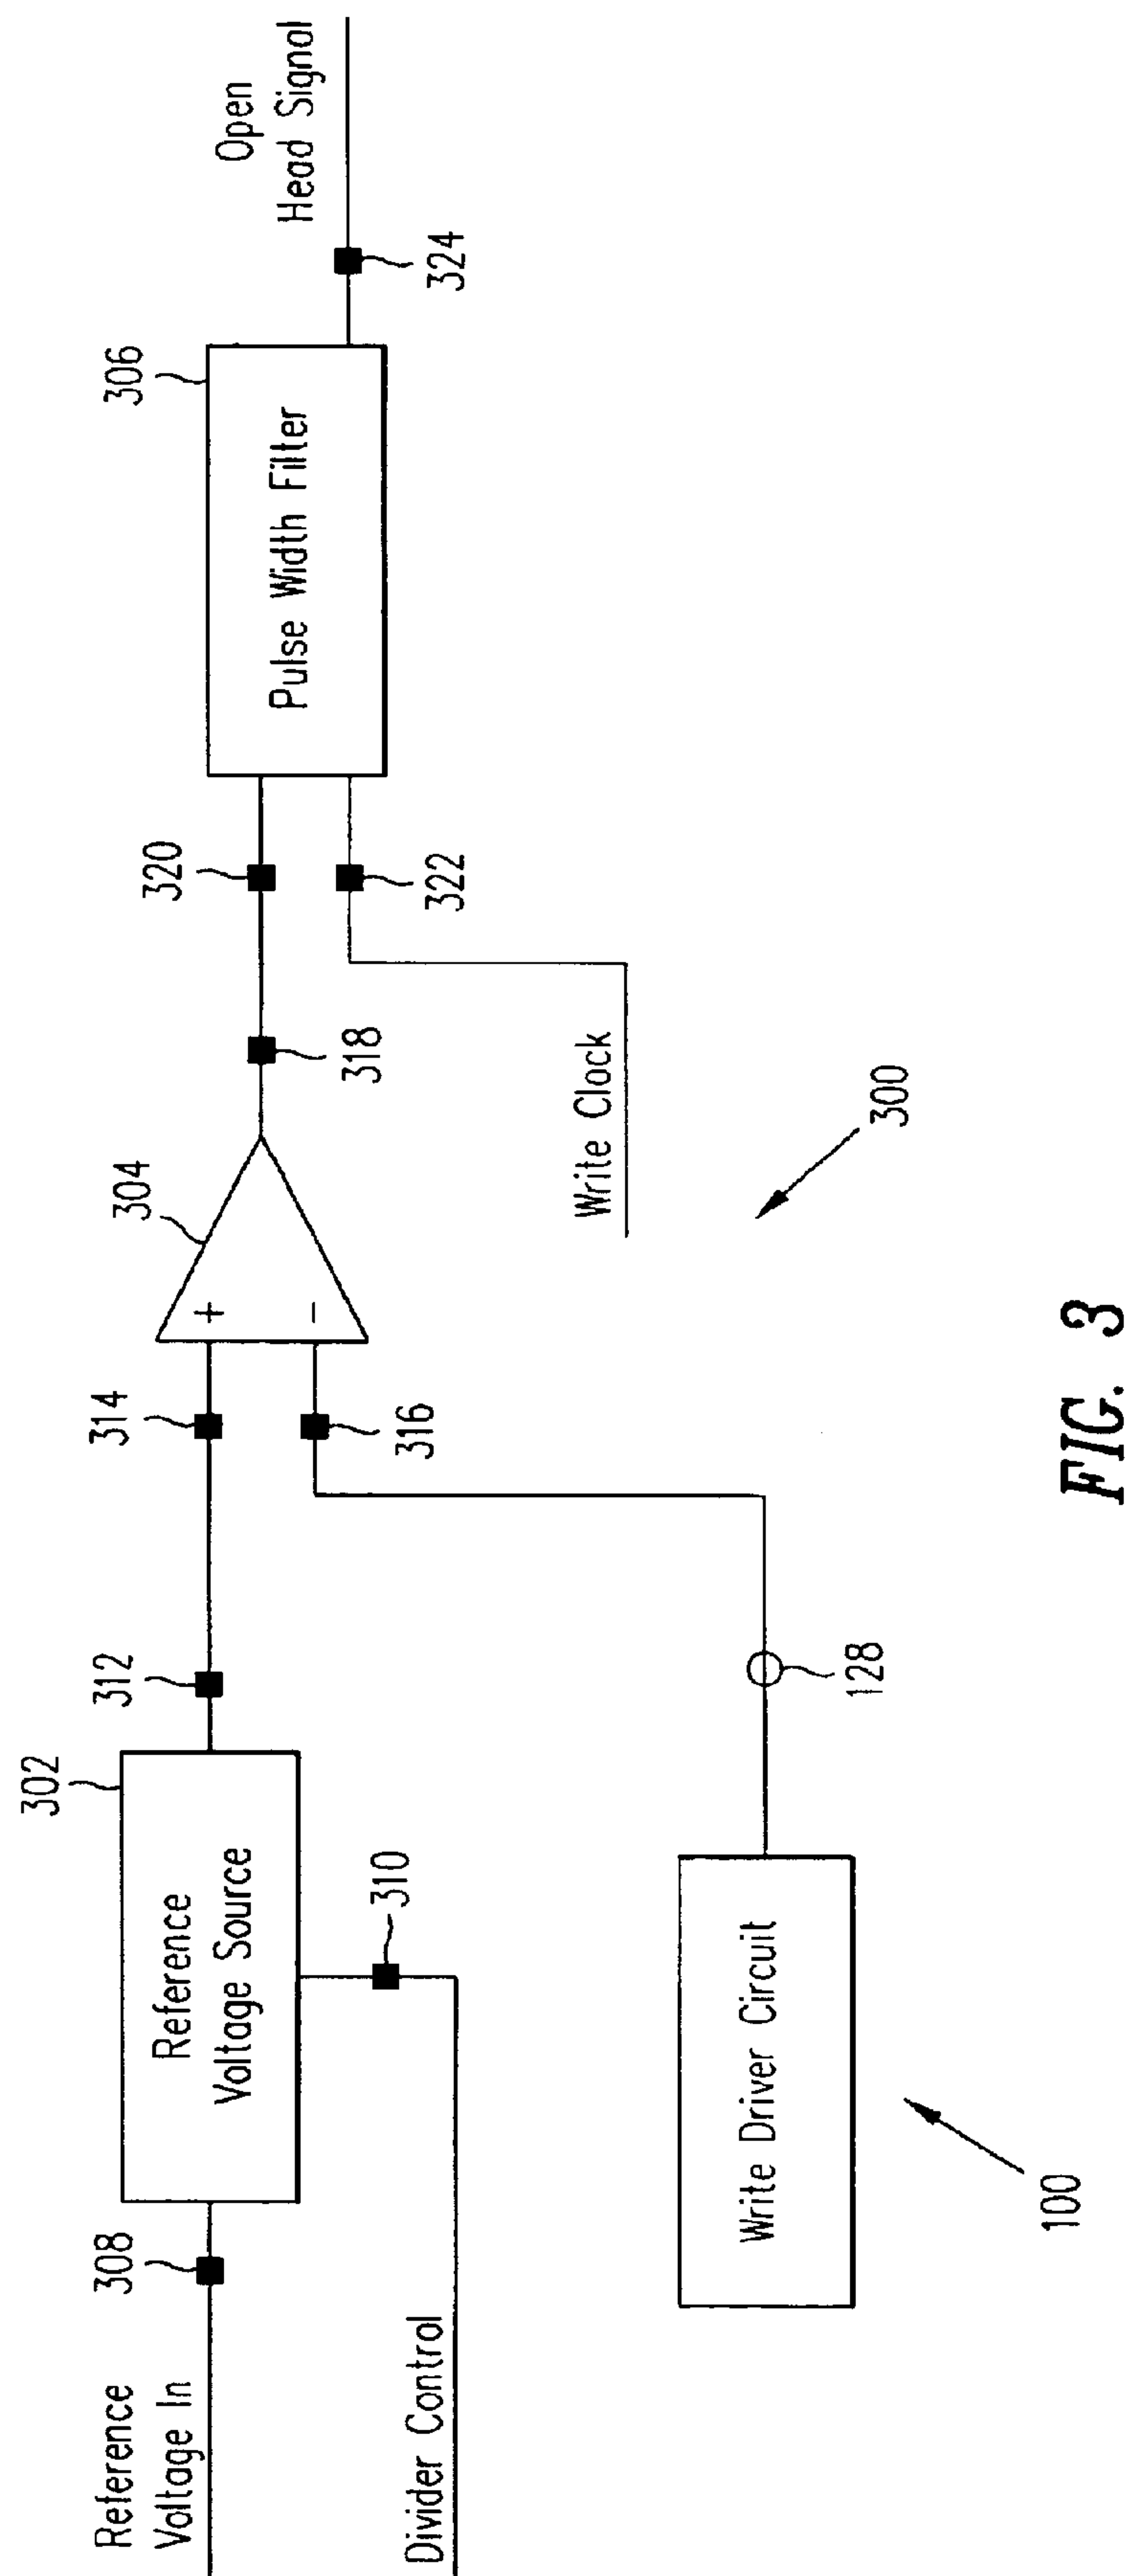 Reference
Voltage In
308
302
Reference
Voltage Source
312
314
304
+
-
318
320
306
Pulse Width Filter
Open
Head Signal
324
322
316
310
Divider Control
Write Clock
128
Write Driver Circuit
100
300
FIG. 3